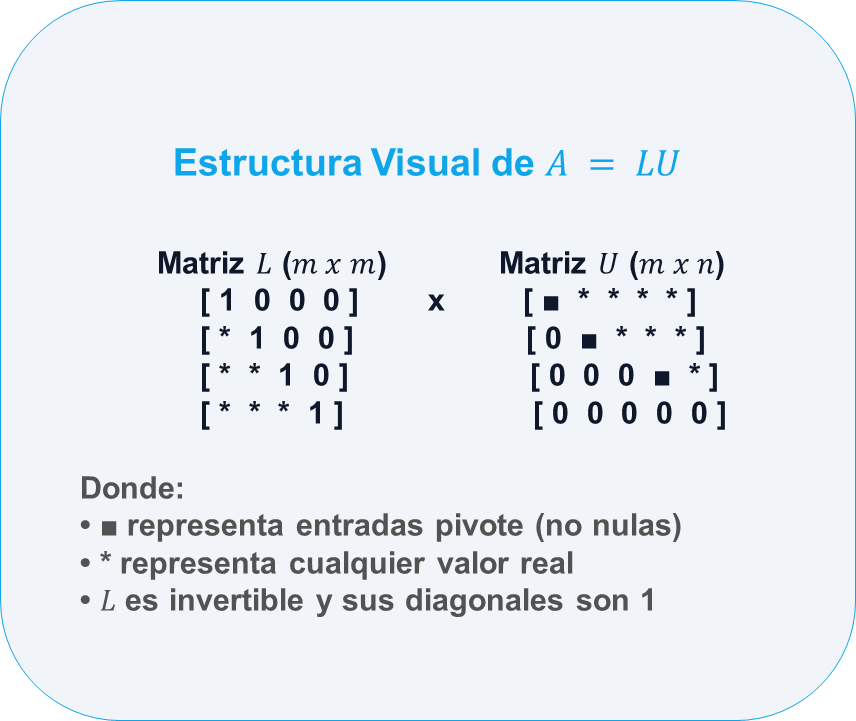 Estructura Visual de A = LU
Matriz L (m x m) Matriz U (m x n)
[ 1 0 0 0 ] x [ ■ * * * * ]
[ * 1 0 0 ] [ 0 ■ * * * ]
[ * * 1 0 ] [ 0 0 0 ■ * ]
[ * * * 1 ] [ 0 0 0 0 0 ]
Donde:
• ■ representa entradas pivote (no nulas)
• * representa cualquier valor real
• L es invertible y sus diagonales son 1